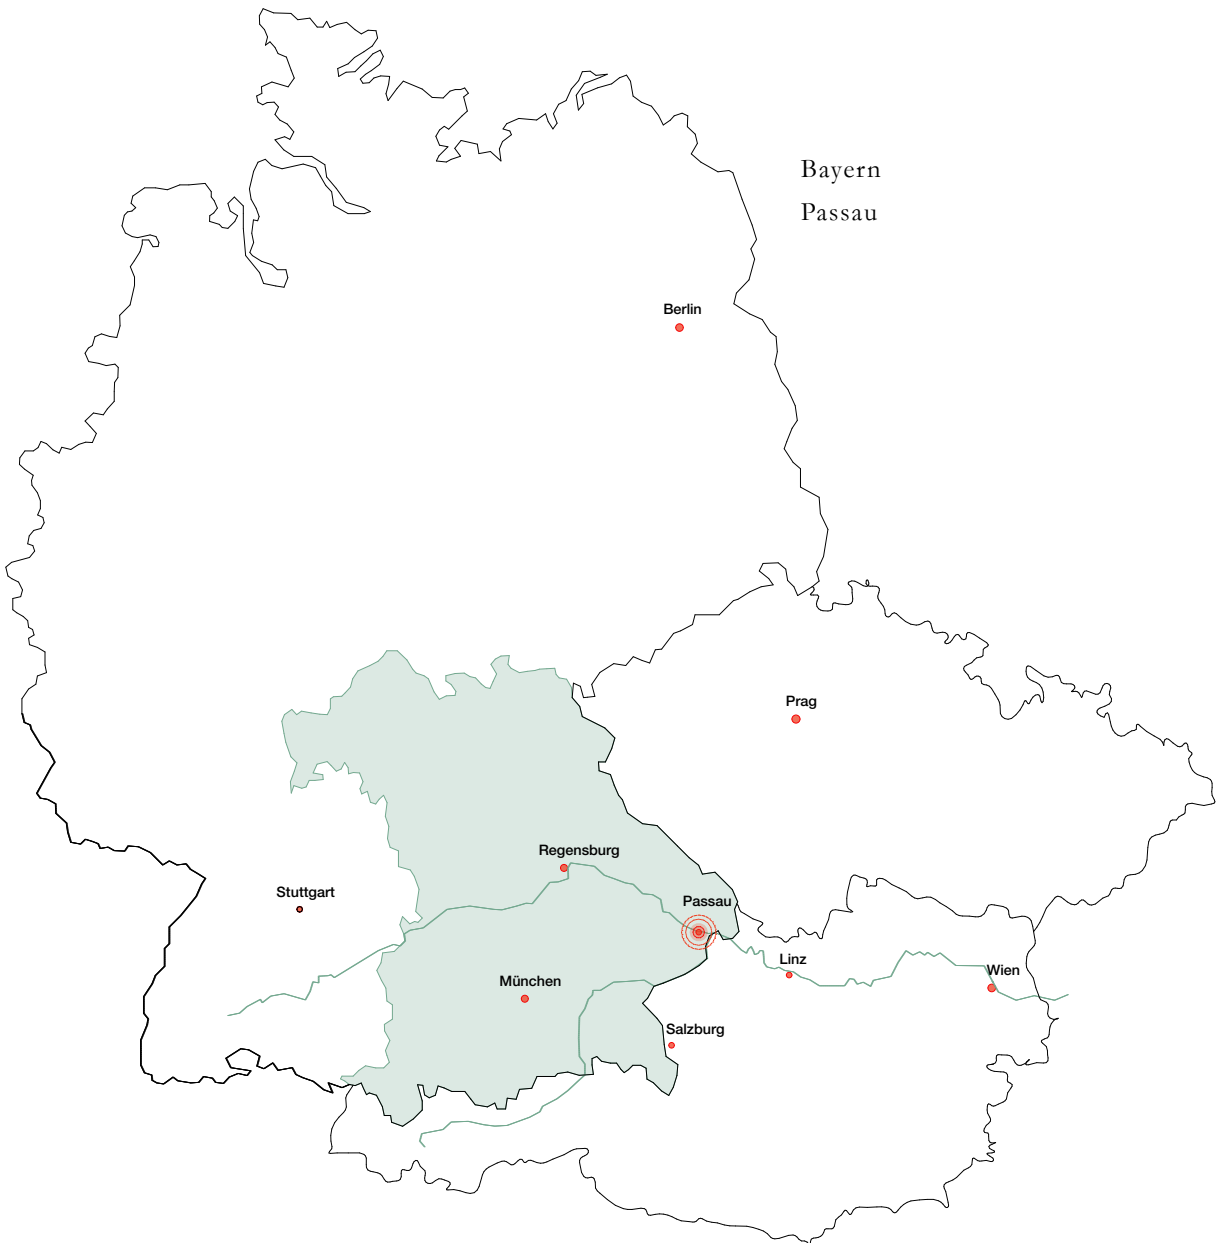 Bayern
Passau
Berlin
Prag
Regensburg
Stuttgart
Passau
Linz
Wien
München
Salzburg